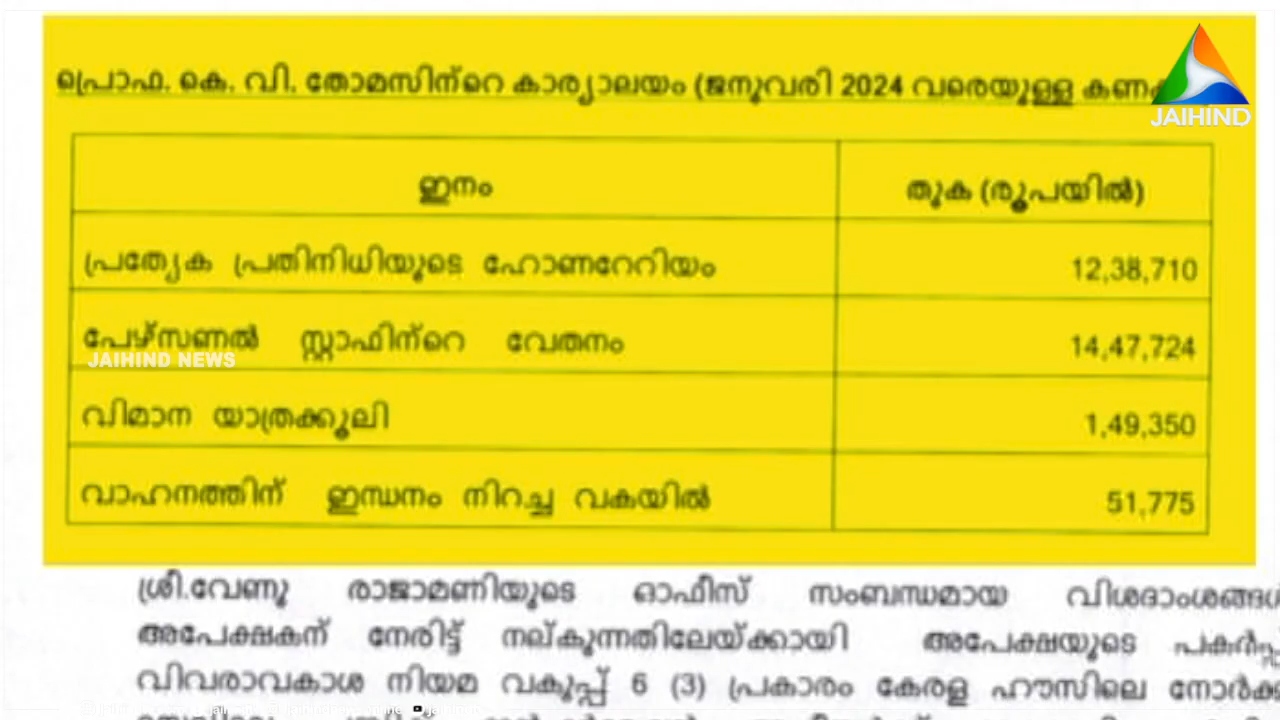 പ്രൊഫ. കെ. വി. തോമസിന്റെ കാര്യാലയം (ജനുവരി 2024 വരെയുള്ള
JAIHIND
ഇനം തുക (രൂപയിൽ)
പ്രത്യേക പ്രതിനിധിയുടെ ഹോണറേറിയം 12,38,710
പേഴ്സണൽ സ്റ്റാഫിന്റെ വേതനം 14,47,724
JAIHIND NEWS
വിമാന യാത്രക്കൂലി 1,49,350
വാഹനത്തിന് ഇന്ധനം നിറച്ച വകയിൽ 51,775
ശ്രീ.വേണു രാജാമണിയുടെ ഓഫീസ് സംബന്ധമായ
അപേക്ഷകന് നേരിട്ട് നല്കുന്നതിലേയ്ക്കായി അപേക്ഷയുടെ
വിവരാവകാശ നിയമ വകുപ്പ് 6 (3) പ്രകാരം കേരള ഹൗസിലെ